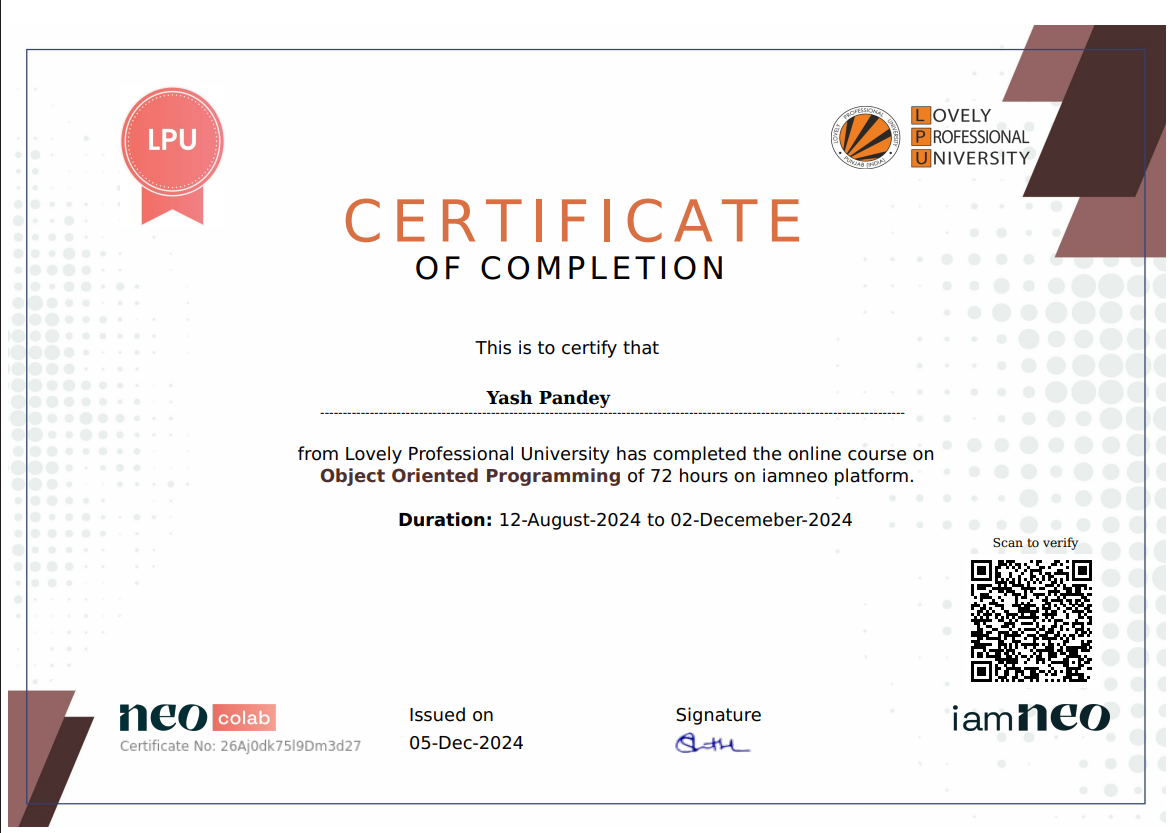 LPU
LOVELY PROFESSIONAL UNIVERSITY
PUNJAB (INDIA)
LOVELY
PROFESSIONAL
UNIVERSITY
CERTIFICATE
OF COMPLETION
This is to certify that
Yash Pandey
from Lovely Professional University has completed the online course on
Object Oriented Programming of 72 hours on iamneo platform.
Duration: 12-August-2024 to 02-Decemeber-2024
Scan to verify
neo colab
Certificate No: 26Aj0dk75l9Dm3d27
Issued on
05-Dec-2024
Signature
iamneo